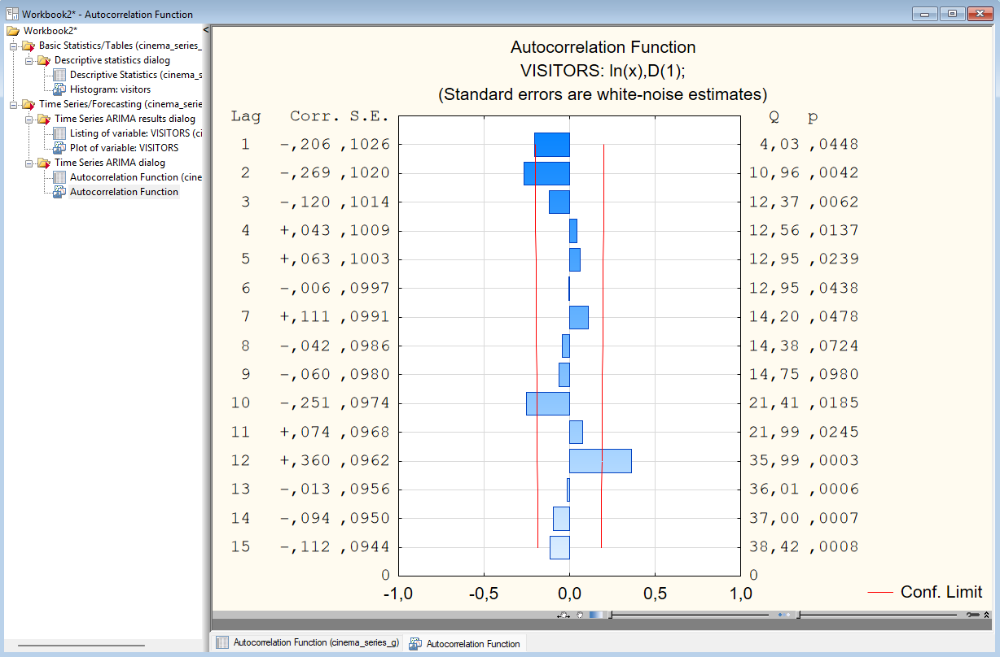 Workbook2* - Autocorrelation Function
Workbook2*
Basic Statistics/Tables (cinema_series_
Descriptive statistics dialog
Descriptive Statistics (cinema_s
Histogram: visitors
Time Series/Forecasting (cinema_serie
Time Series ARIMA results dialog
Listing of variable: VISITORS (ci
Plot of variable: VISITORS
Time Series ARIMA dialog
Autocorrelation Function (cine
Autocorrelation Function
Autocorrelation Function
VISITORS: ln(x),D(1);
(Standard errors are white-noise estimates)
Lag Corr. S.E. Q p
1 -,206 ,1026 4,03 ,0448
2 -,269 ,1020 10,96 ,0042
3 -,120 ,1014 12,37 ,0062
4 +,043 ,1009 12,56 ,0137
5 +,063 ,1003 12,95 ,0239
6 -,006 ,0997 12,95 ,0438
7 +,111 ,0991 14,20 ,0478
8 -,042 ,0986 14,38 ,0724
9 -,060 ,0980 14,75 ,0980
10 -,251 ,0974 21,41 ,0185
11 +,074 ,0968 21,99 ,0245
12 +,360 ,0962 35,99 ,0003
13 -,013 ,0956 36,01 ,0006
14 -,094 ,0950 37,00 ,0007
15 -,112 ,0944 38,42 ,0008
0 0
-1,0 -0,5 0,0 0,5 1,0
Conf. Limit
Autocorrelation Function (cinema_series_g) Autocorrelation Function